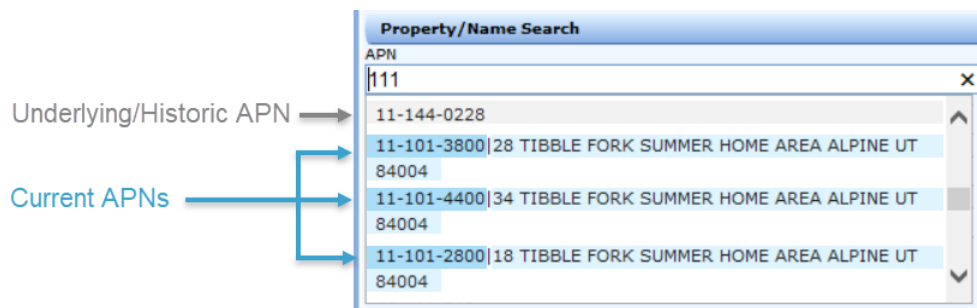 Property/Name Search
APN
111
Underlying/Historic APN
11-144-0228
11-101-3800|28 TIBBLE FORK SUMMER HOME AREA ALPINE UT
84004
Current APNs
11-101-4400|34 TIBBLE FORK SUMMER HOME AREA ALPINE UT
84004
11-101-2800|18 TIBBLE FORK SUMMER HOME AREA ALPINE UT
84004